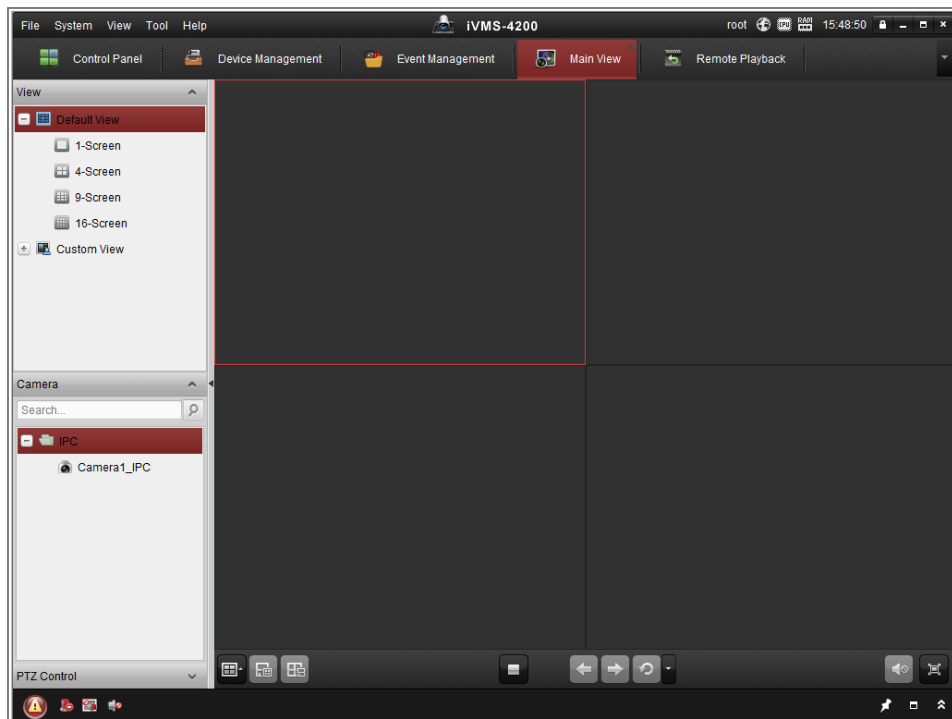 File System View Tool Help iVMS-4200 root CPU RAM 15:48:50
Control Panel Device Management Event Management Main View Remote Playback
View
Default View
1-Screen
4-Screen
9-Screen
16-Screen
Custom View
Camera
Search...
IPC
Camera1_IPC
PTZ Control